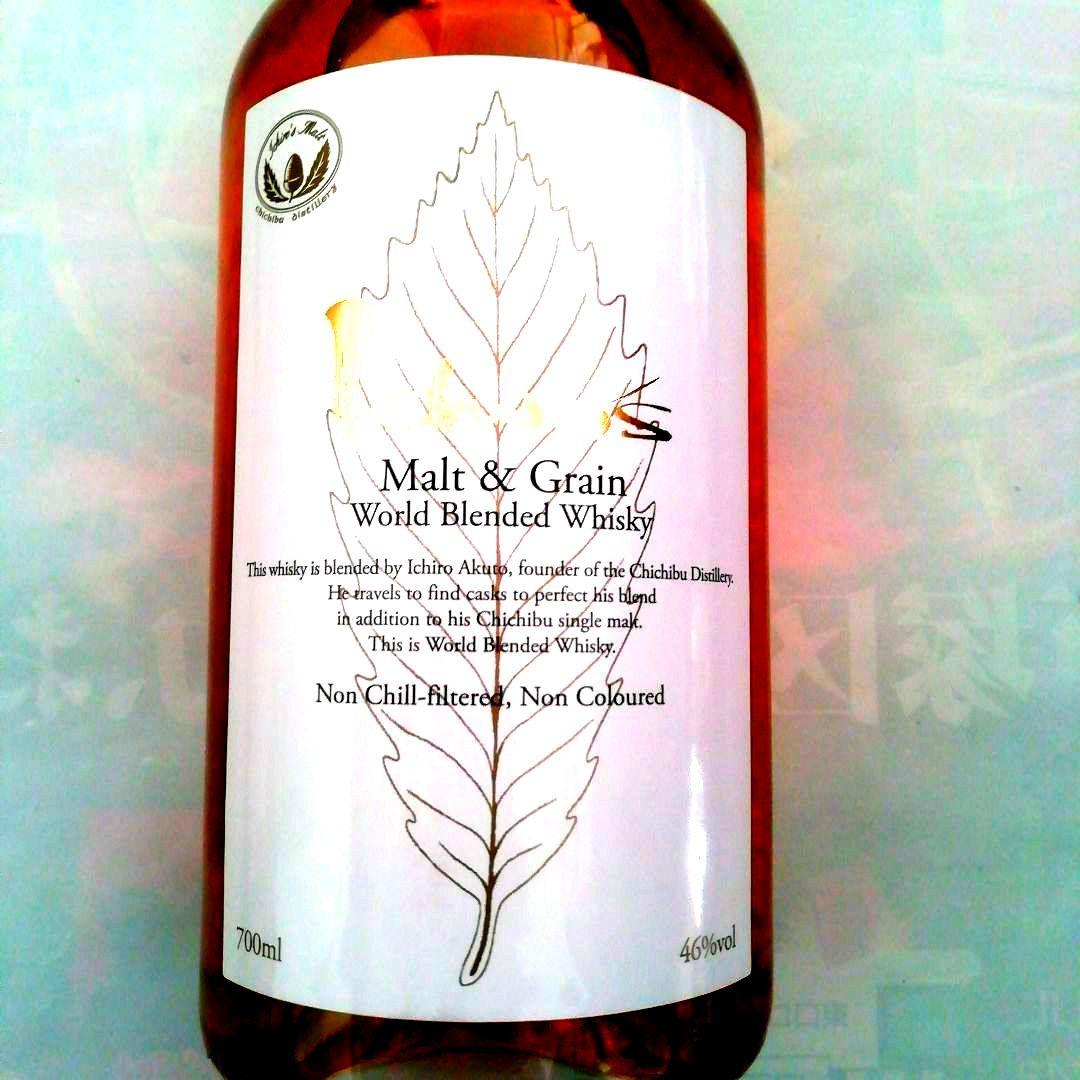 Ichiro's Malt
Chichibu distillery
Malt & Grain
World Blended Whisky
This whisky is blended by Ichiro Akuto, founder of the Chichibu Distillery.
He travels to find casks to perfect his blend
in addition to his Chichibu single malt.
This is World Blended Whisky.
Non Chill-filtered, Non Coloured
700ml
46%vol